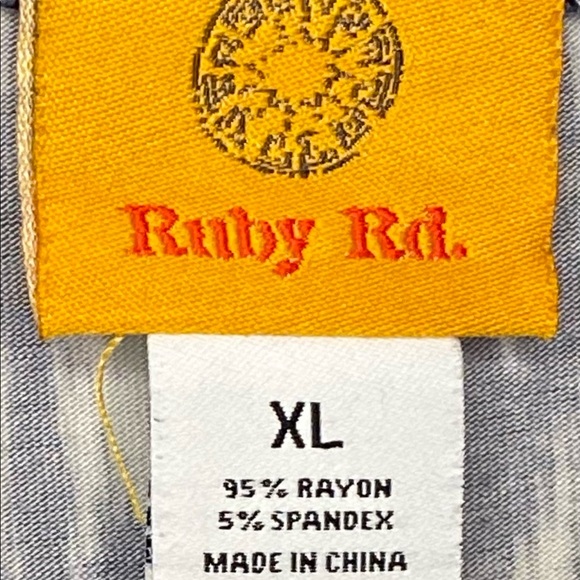 Ruby Rd.
XL
95% RAYON
5% SPANDEX
MADE IN CHINA